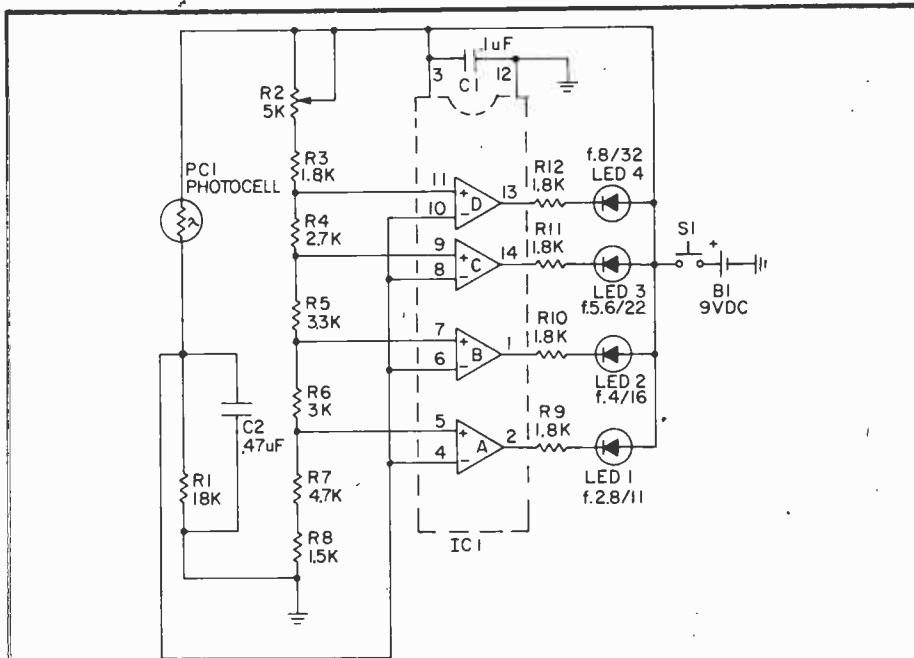 .1uF
3
12
C1
R2
5K
PC1
PHOTOCELL
λ
R3
1.8K
R4
2.7K
R5
3.3K
R6
3K
R7
4.7K
R8
1.5K
C2
.47uF
R1
18K
11
+
10
-
D
13
9
+
8
-
C
14
7
+
6
-
B
1
5
+
4
-
A
2
IC1
R12
1.8K
R11
1.8K
R10
1.8K
R9
1.8K
f.8/32
LED 4
LED 3
f.5.6/22
LED 2
f.4/16
LED 1
f.2.8/11
S1
+
B1
9VDC